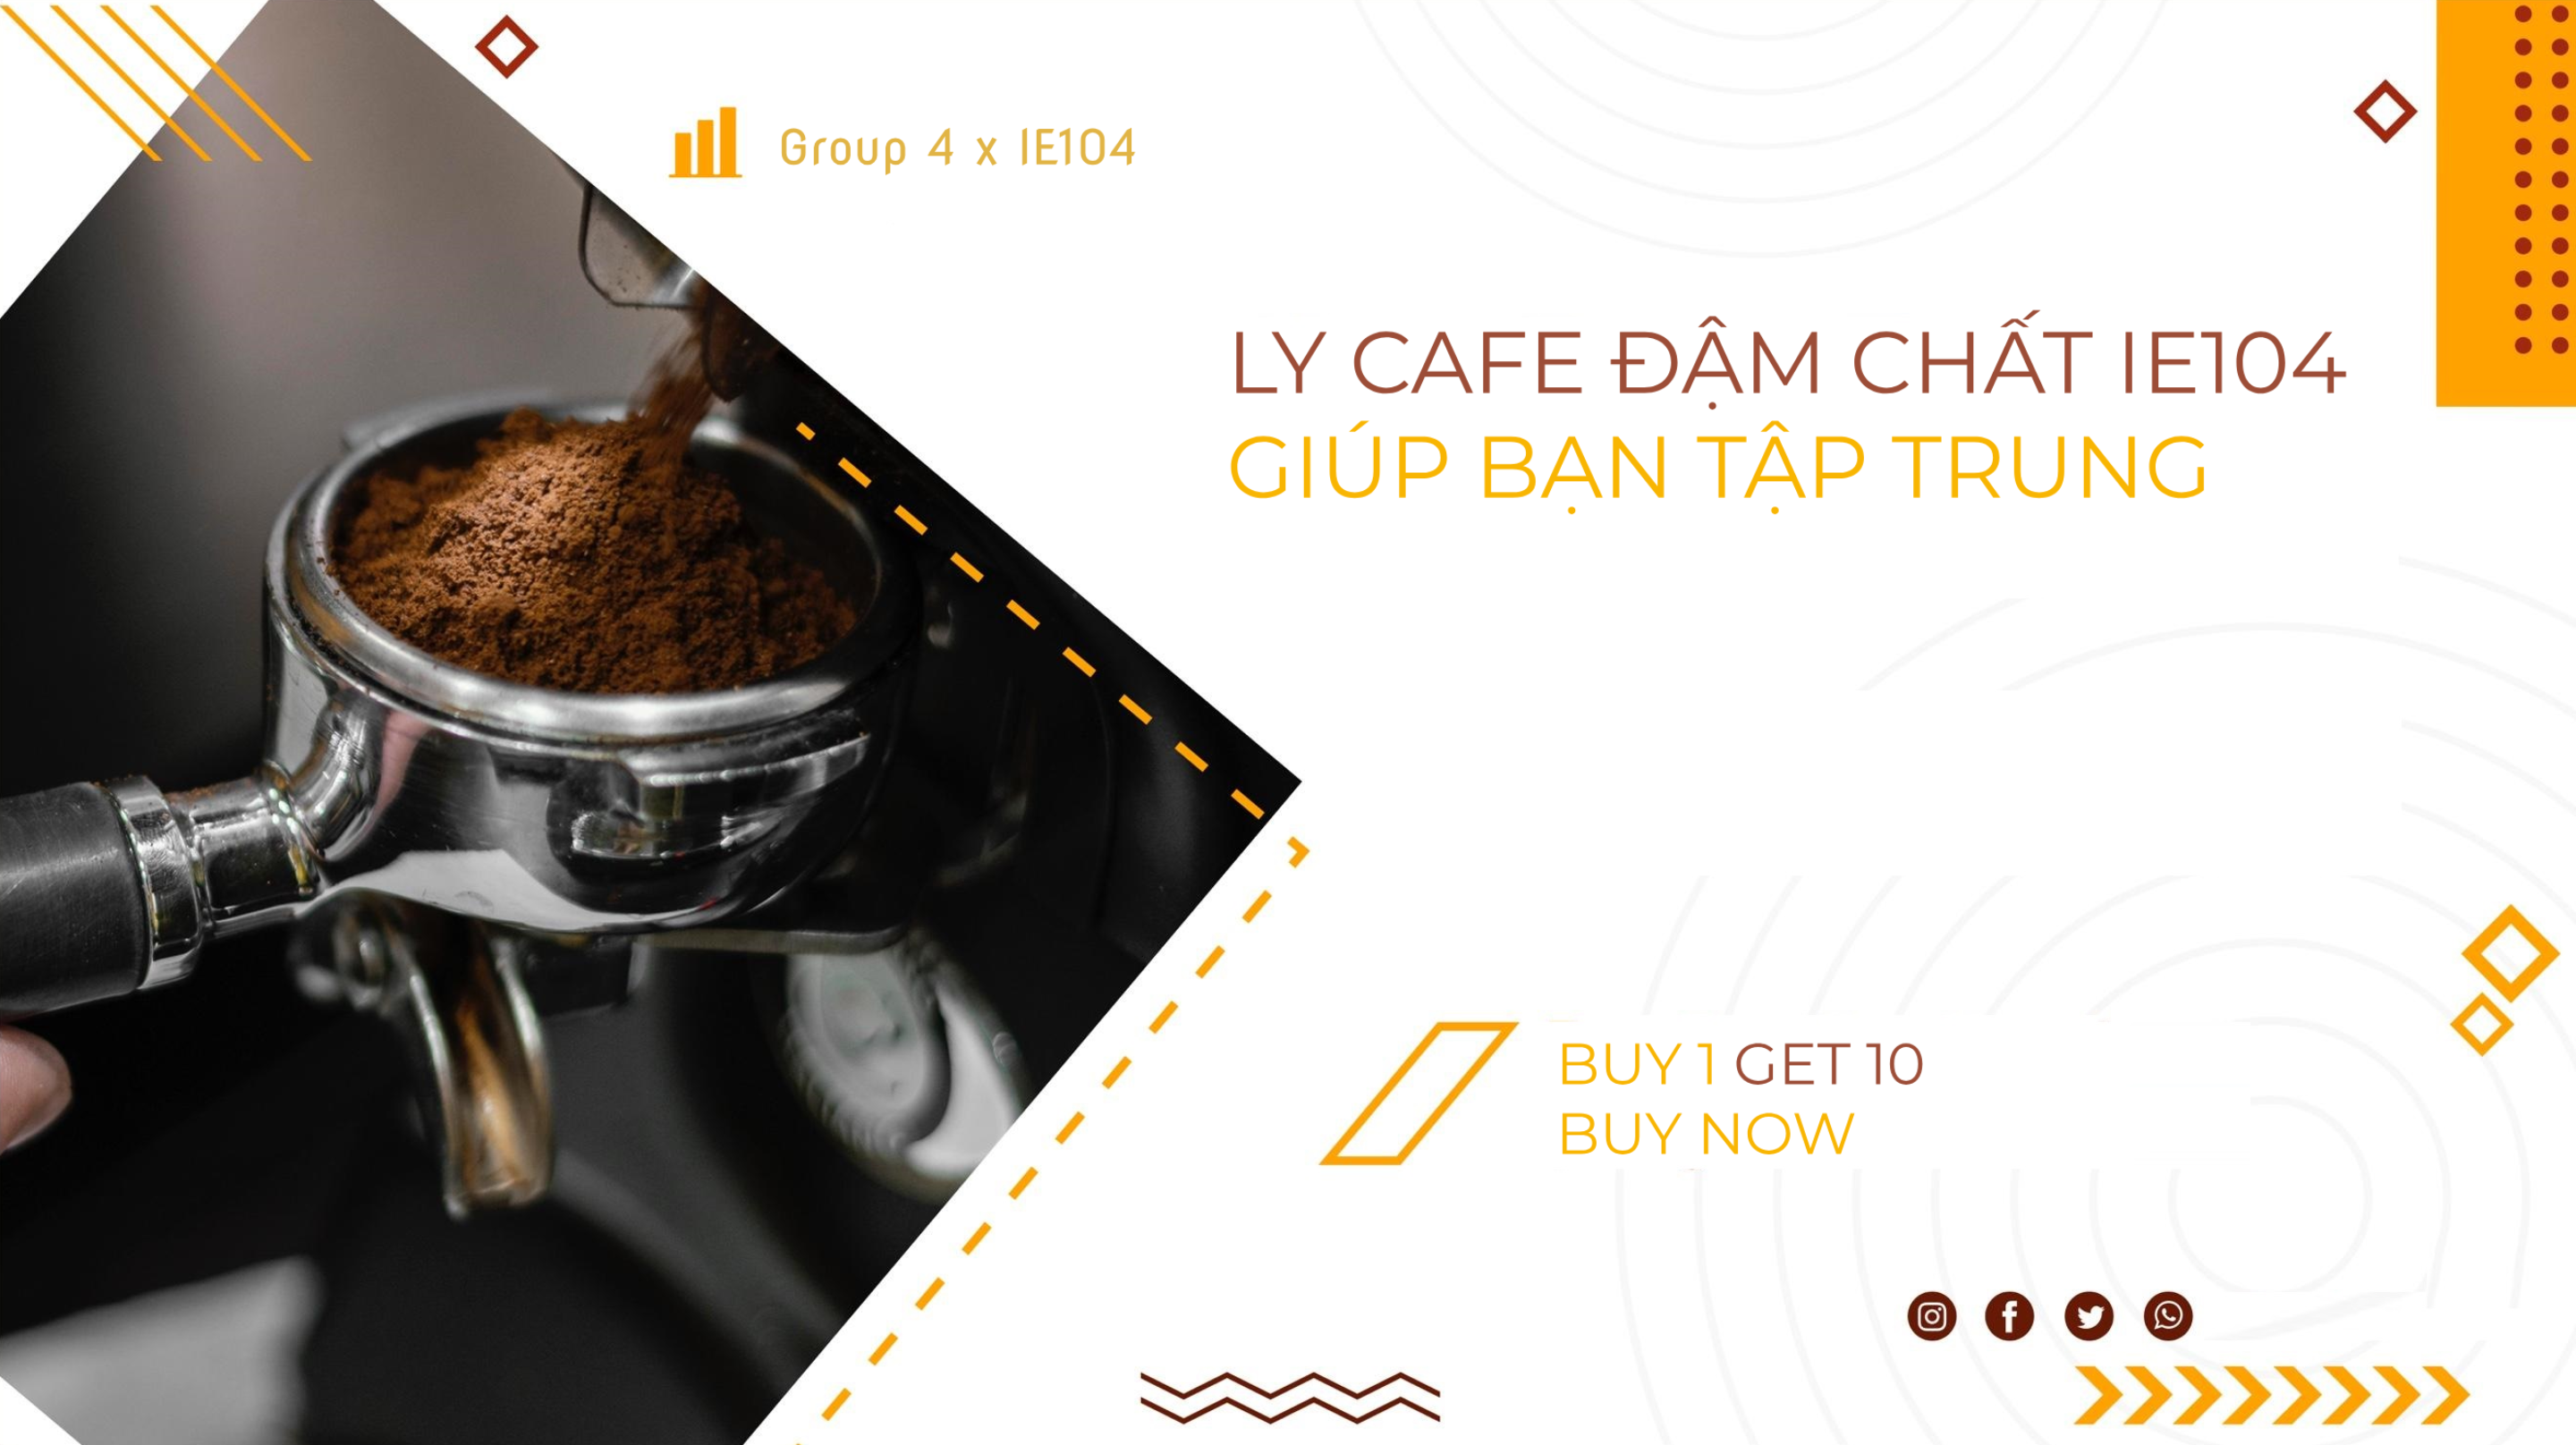 Group 4 x IE104
LY CAFE ĐẬM CHẤT IE104
GIÚP BẠN TẬP TRUNG
BUY 1 GET 10
BUY NOW